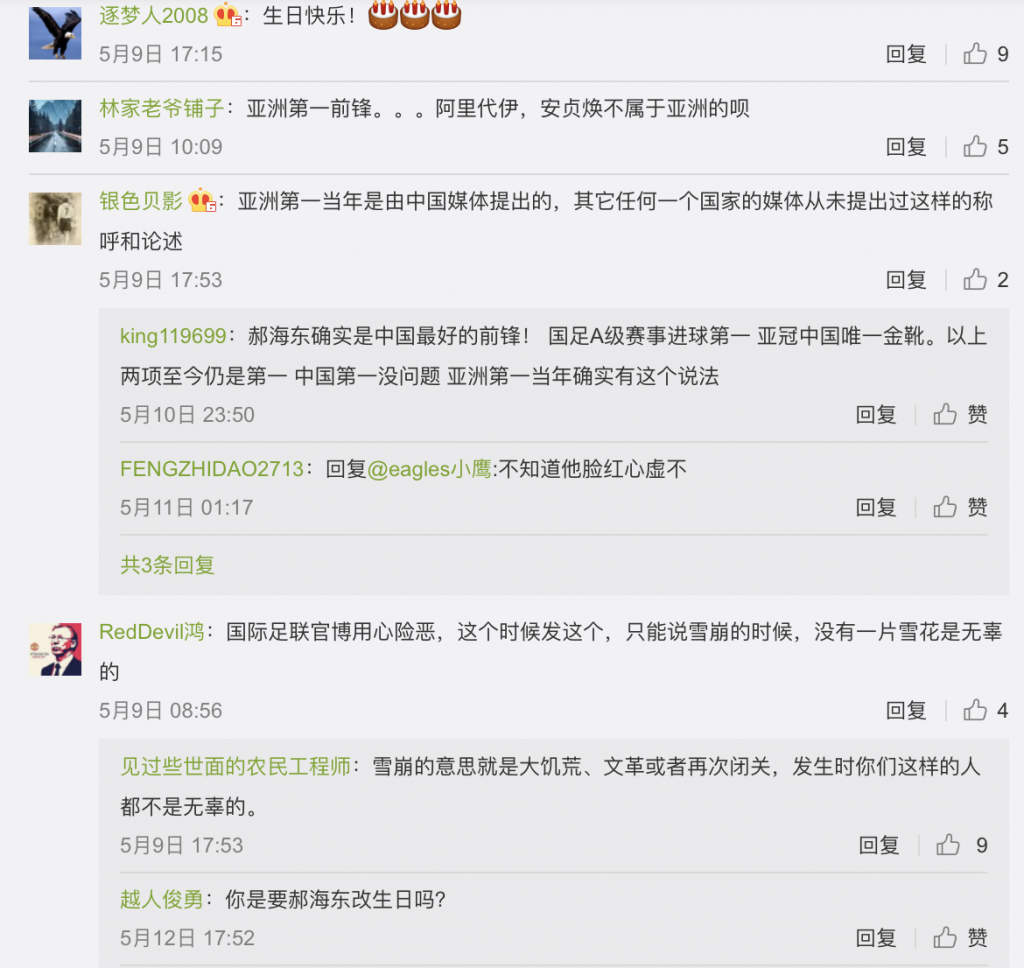 逐梦人2008：生日快乐！
5月9日 17:15 回复 9
林家老爷铺子：亚洲第一前锋。。。阿里代伊，安贞焕不属于亚洲的呗
5月9日 10:09 回复 5
银色贝影：亚洲第一当年是由中国媒体提出的，其它任何一个国家的媒体从未提出过这样的称
呼和论述
5月9日 17:53 回复 2
king119699：郝海东确实是中国最好的前锋！ 国足A级赛事进球第一 亚冠中国唯一金靴。以上
两项至今仍是第一 中国第一没问题 亚洲第一当年确实有这个说法
5月10日 23:50 回复 赞
FENGZHIDAO2713：回复@eagles小鹰:不知道他脸红心虚不
5月11日 01:17 回复 赞
共3条回复
RedDevil鸿：国际足联官博用心险恶，这个时候发这个，只能说雪崩的时候，没有一片雪花是无辜
的
5月9日 08:56 回复 4
见过些世面的农民工程师：雪崩的意思就是大饥荒、文革或者再次闭关，发生时你们这样的人
都不是无辜的。
5月9日 17:53 回复 9
越人俊勇：你是要郝海东改生日吗?
5月12日 17:52 回复 赞